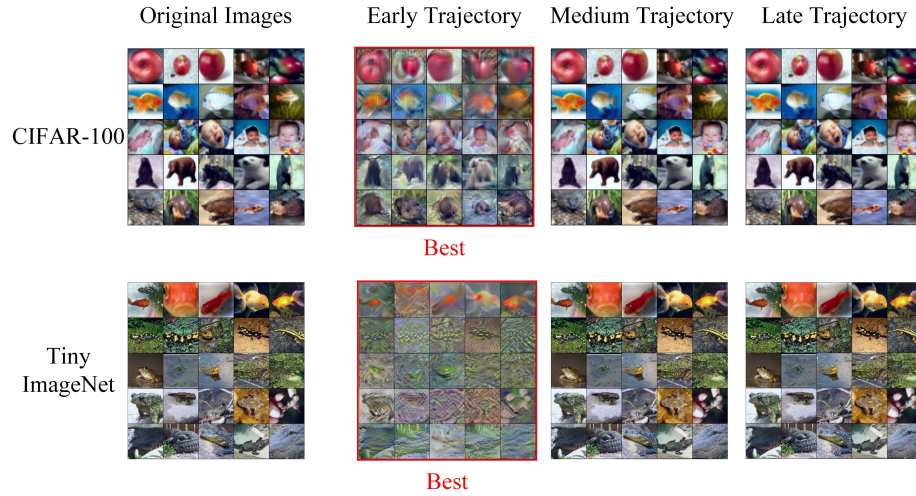 Original Images
Early Trajectory
Medium Trajectory
Late Trajectory
CIFAR-100
Best
Tiny
ImageNet
Best